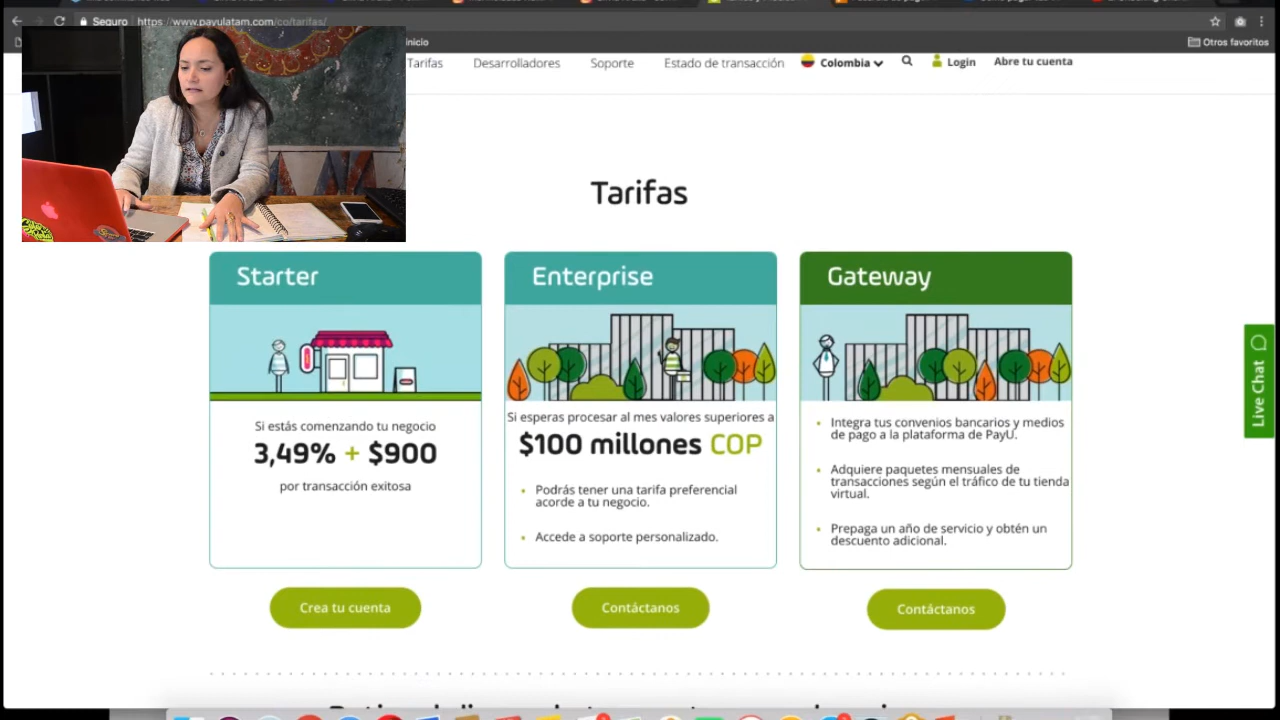 Seguro https://www.payulatam.com/co/tarifas/
inicio
Otros favoritos
Tarifas Desarrolladores Soporte Estado de transacción Colombia Login Abre tu cuenta
Tarifas
Starter
Si estás comenzando tu negocio
3,49% + $900
por transacción exitosa
Crea tu cuenta
Enterprise
Si esperas procesar al mes valores superiores a
$100 millones COP
Podrás tener una tarifa preferencial
acorde a tu negocio.
Accede a soporte personalizado.
Contáctanos
Gateway
Integra tus convenios bancarios y medios
de pago a la plataforma de PayU.
Adquiere paquetes mensuales de
transacciones según el tráfico de tu tienda
virtual.
Prepaga un año de servicio y obtén un
descuento adicional.
Contáctanos
Live Chat